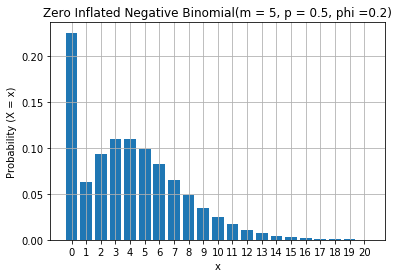 Zero Inflated Negative Binomial(m = 5, p = 0.5, phi =0.2)
Probability (X = x)
0.20
0.15
0.10
0.05
0.00
0 1 2 3 4 5 6 7 8 9 10 11 12 13 14 15 16 17 18 19 20
x